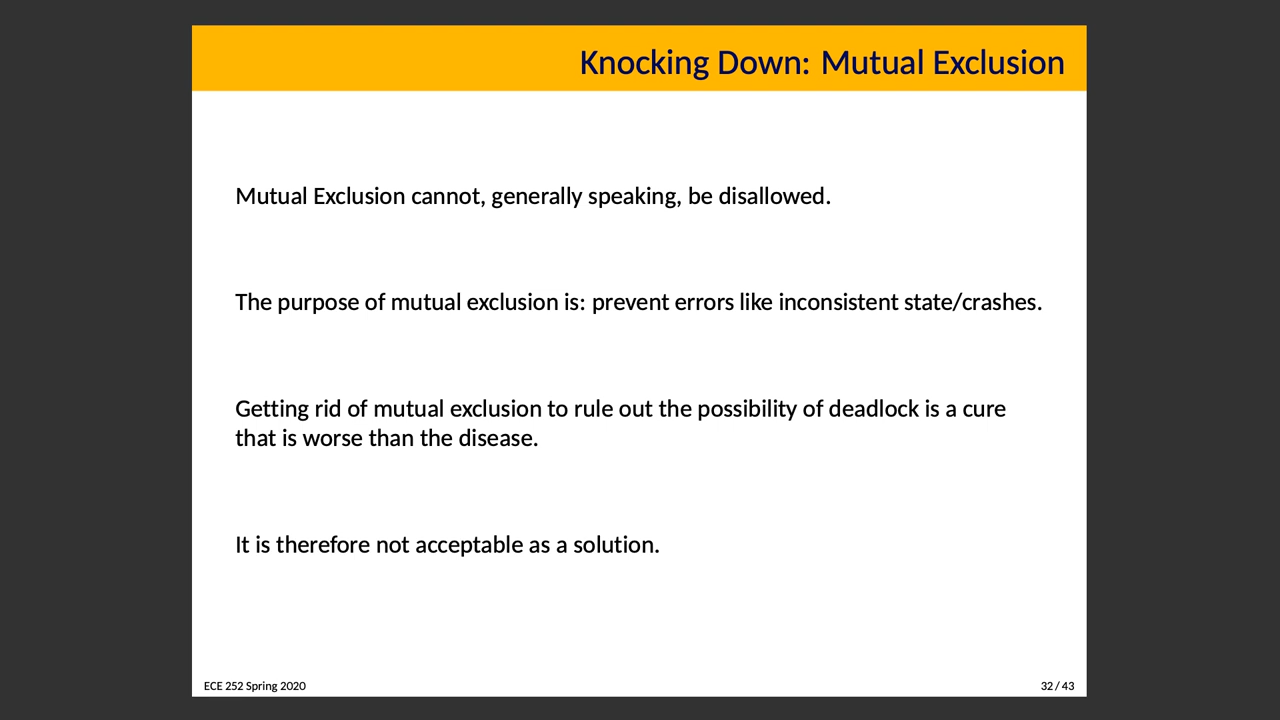 Knocking Down: Mutual Exclusion
Mutual Exclusion cannot, generally speaking, be disallowed.
The purpose of mutual exclusion is: prevent errors like inconsistent state/crashes.
Getting rid of mutual exclusion to rule out the possibility of deadlock is a cure
that is worse than the disease.
It is therefore not acceptable as a solution.
ECE 252 Spring 2020
32 / 43